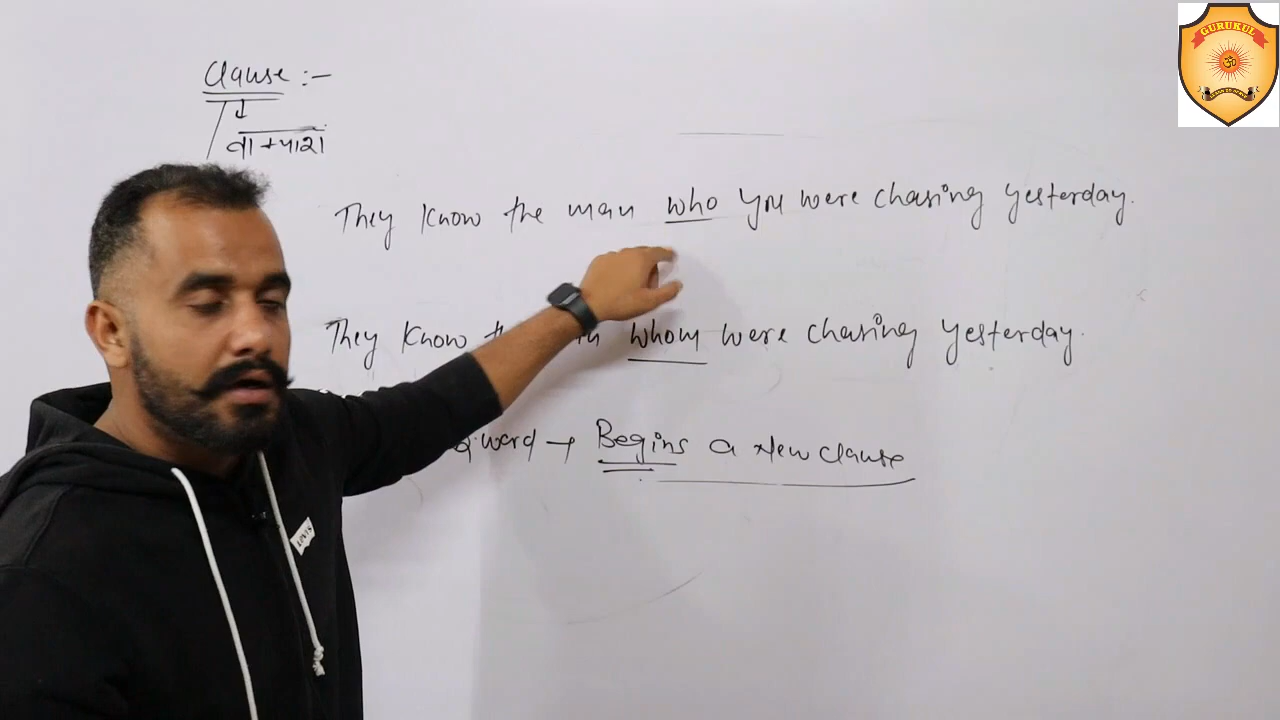 GURUKUL
Clause :-
वा + पारा
They know the man who you were chasing yesterday.
They know whom were chasing yesterday.
word → Begins a new clause
LEVI'S